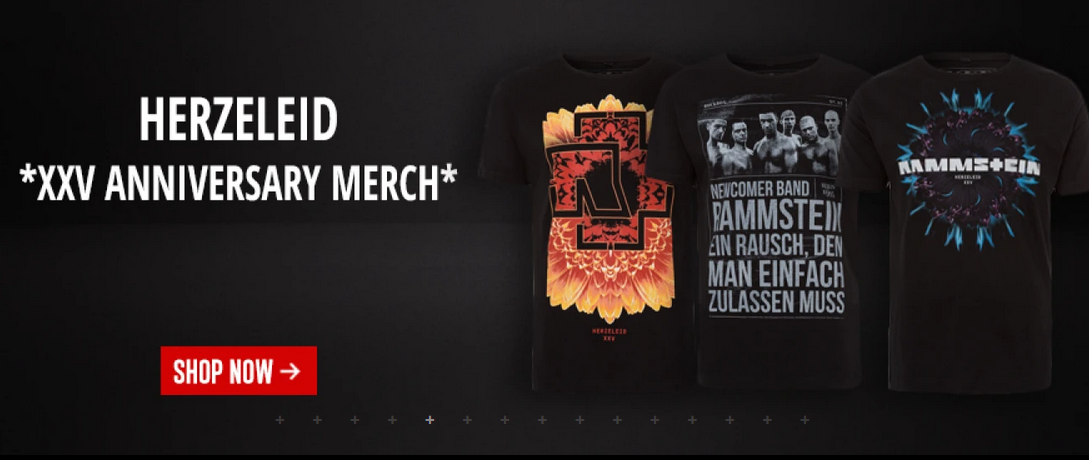 HERZELEID
*XXV ANNIVERSARY MERCH*
SHOP NOW →
HERZELEID
XXV
NEWCOMER BAND
RAMMSTEIN
EIN RAUSCH, DEN
MAN EINFACH
ZULASSEN MUSS
RAMMSTEIN
HERZELEID
XXV